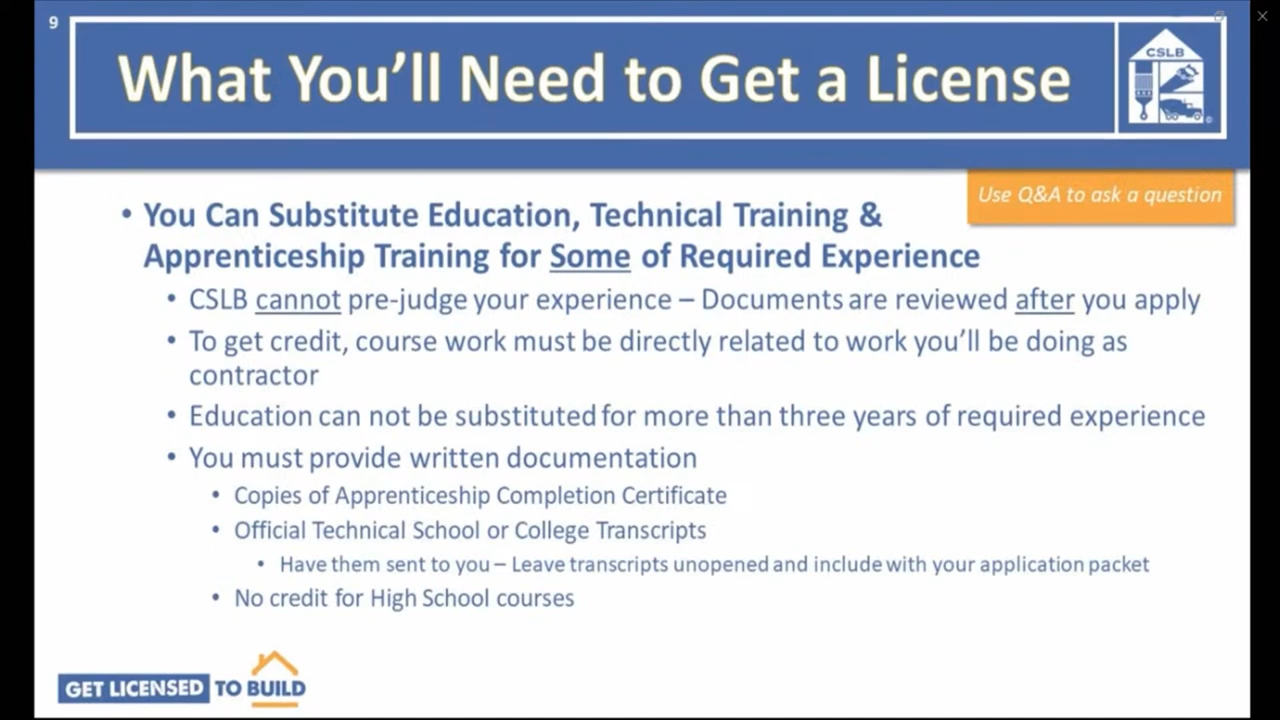 9
What You'll Need to Get a License
CSLB
Use Q&A to ask a question
• You Can Substitute Education, Technical Training &
Apprenticeship Training for Some of Required Experience
• CSLB cannot pre-judge your experience – Documents are reviewed after you apply
• To get credit, course work must be directly related to work you'll be doing as
contractor
• Education can not be substituted for more than three years of required experience
• You must provide written documentation
• Copies of Apprenticeship Completion Certificate
• Official Technical School or College Transcripts
• Have them sent to you – Leave transcripts unopened and include with your application packet
• No credit for High School courses
GET LICENSED TO BUILD